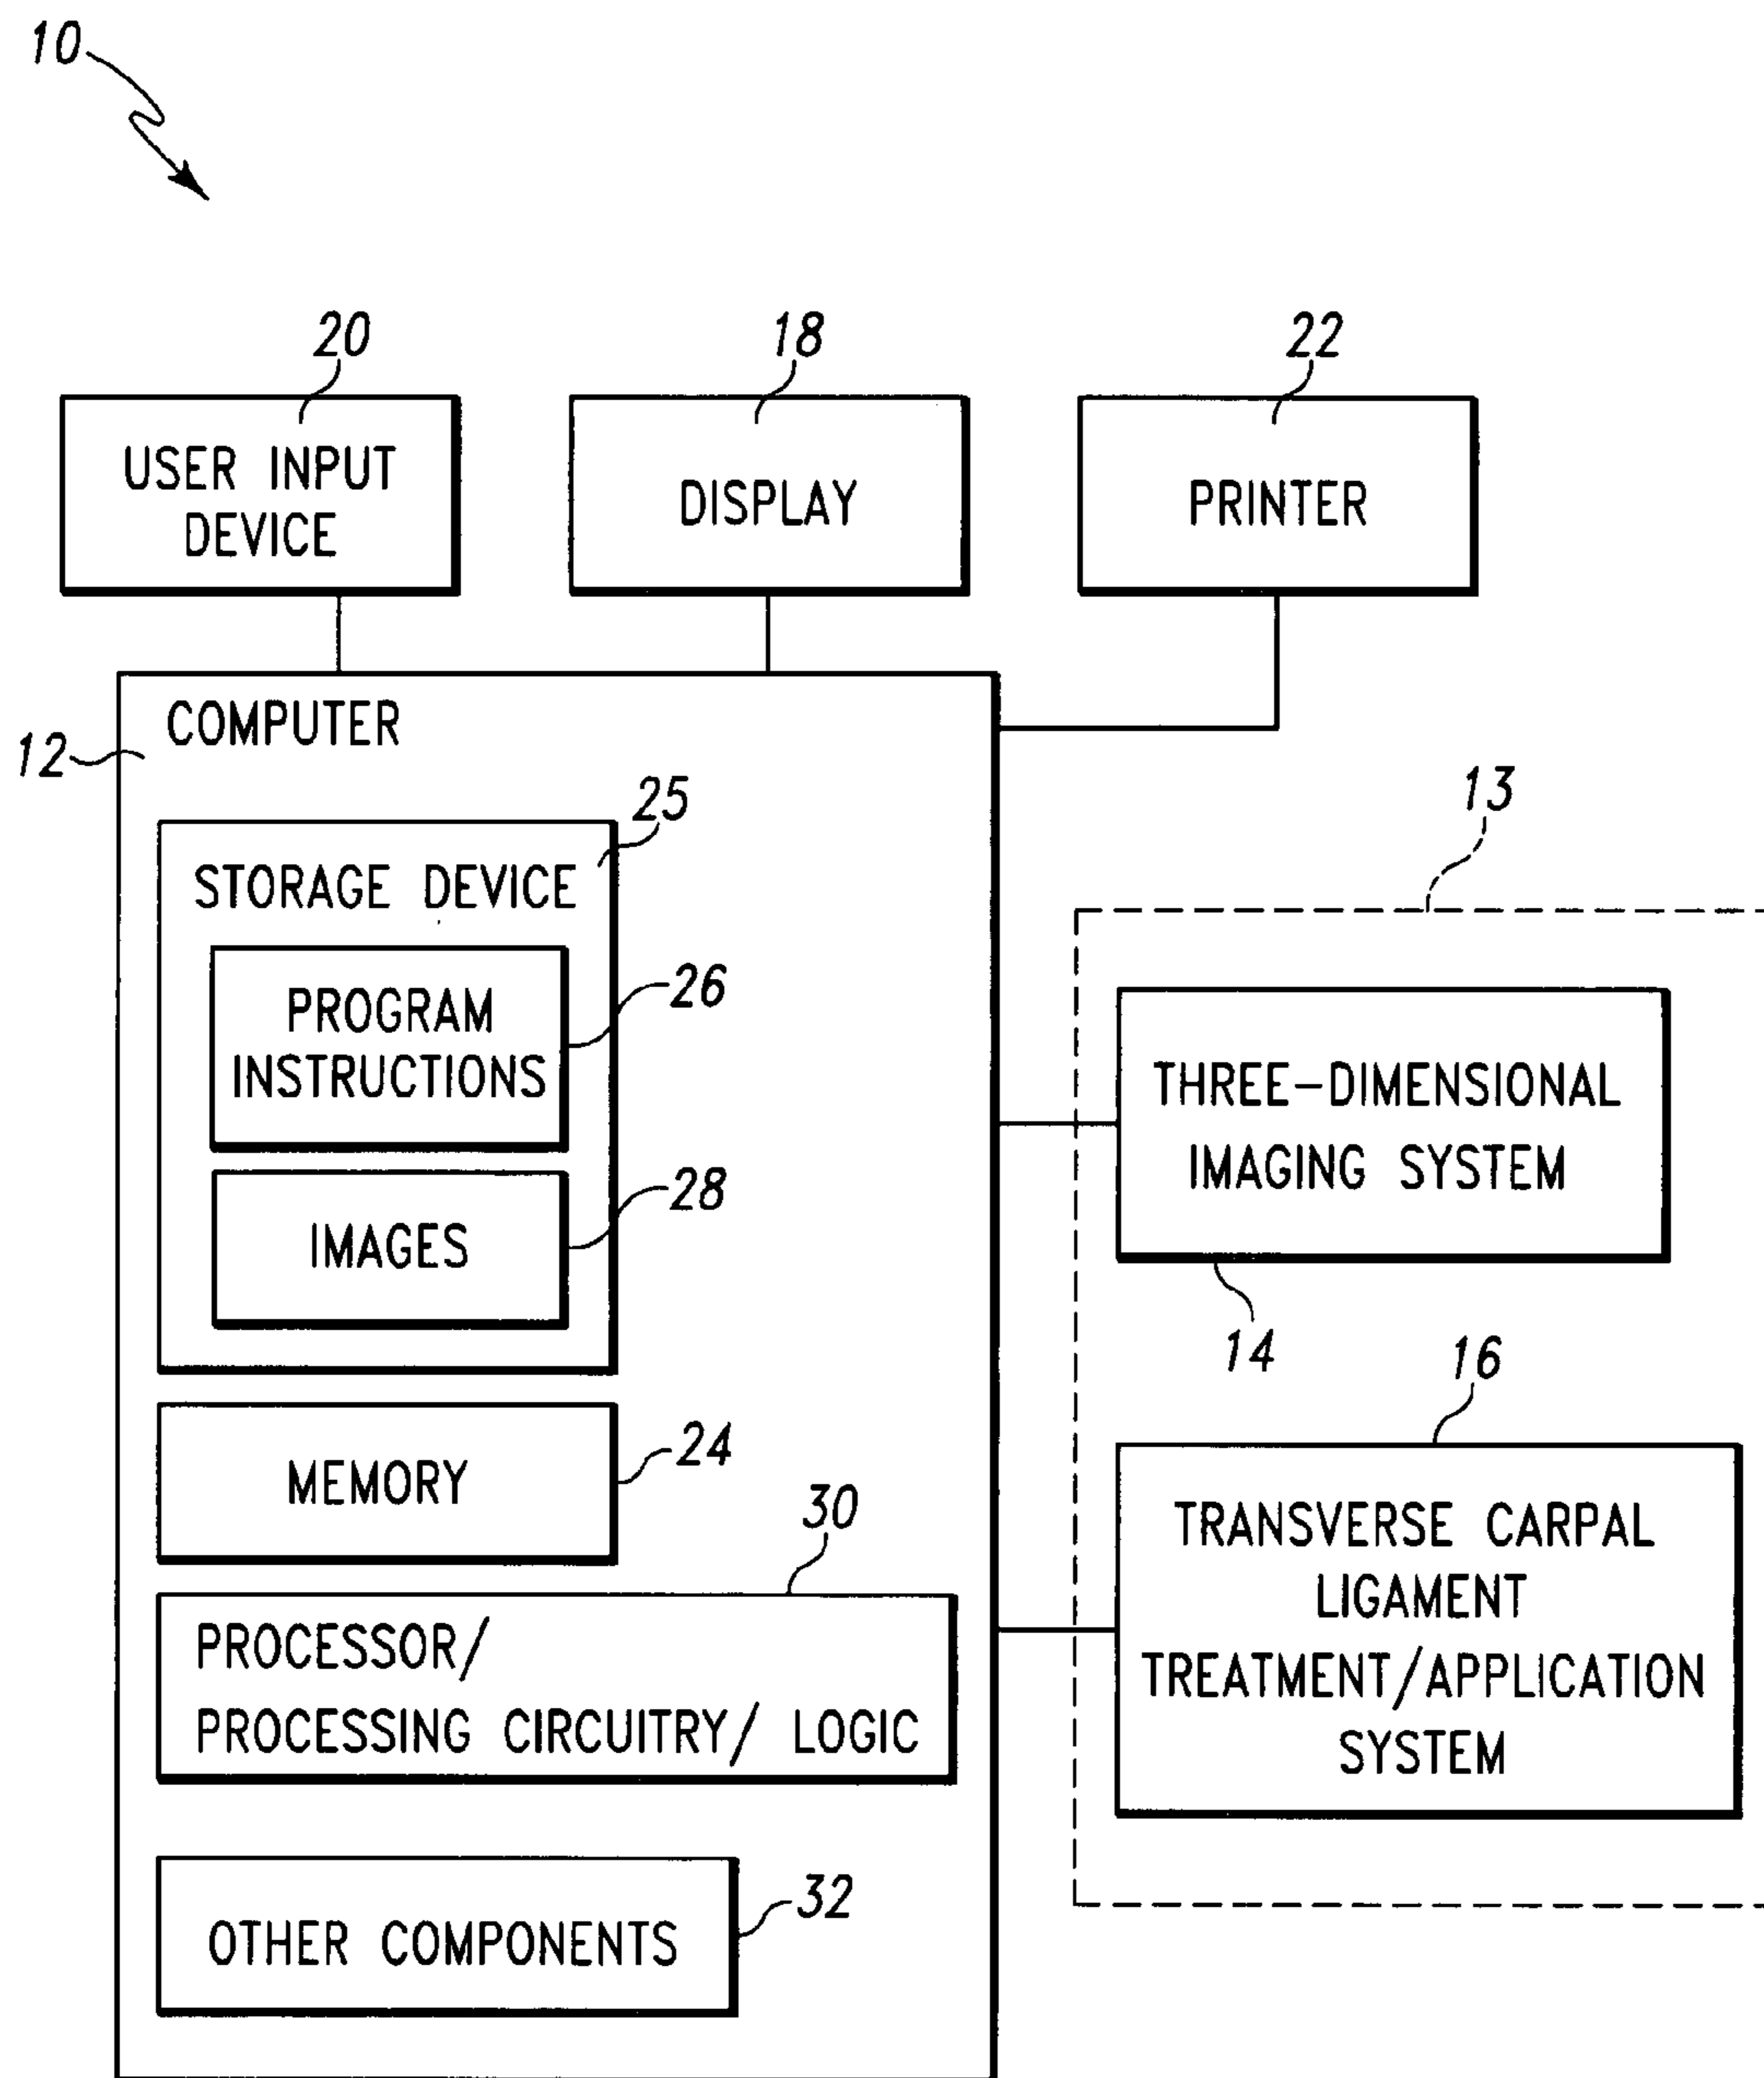 10
20
18
22
USER INPUT
DEVICE
DISPLAY
PRINTER
COMPUTER
12
25
13
STORAGE DEVICE
PROGRAM
INSTRUCTIONS
26
THREE-DIMENSIONAL
IMAGING SYSTEM
IMAGES
28
14
16
MEMORY
24
30
TRANSVERSE CARPAL
LIGAMENT
TREATMENT/APPLICATION
SYSTEM
PROCESSOR/
PROCESSING CIRCUITRY/ LOGIC
32
OTHER COMPONENTS